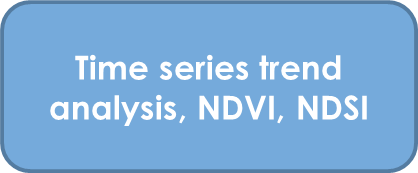 Time series trend
analysis, NDVI, NDSI